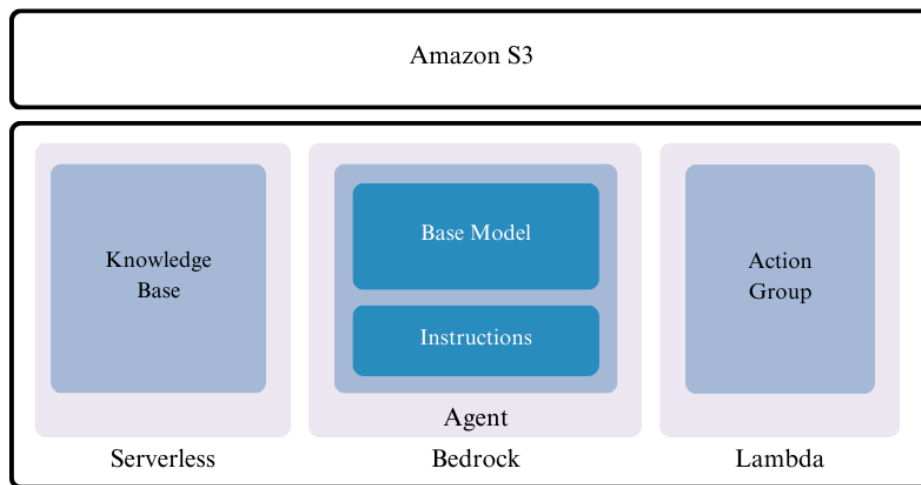 Amazon S3
Knowledge
Base
Base Model
Instructions
Action
Group
Agent
Serverless
Bedrock
Lambda